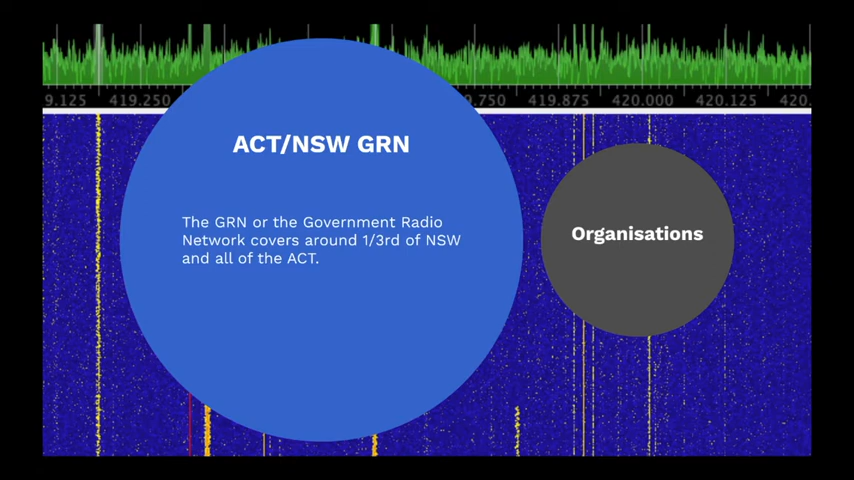 9.125 419.250 9.750 419.875 420.000 420.125 420.
ACT/NSW GRN
The GRN or the Government Radio
Network covers around 1/3rd of NSW
and all of the ACT.
Organisations